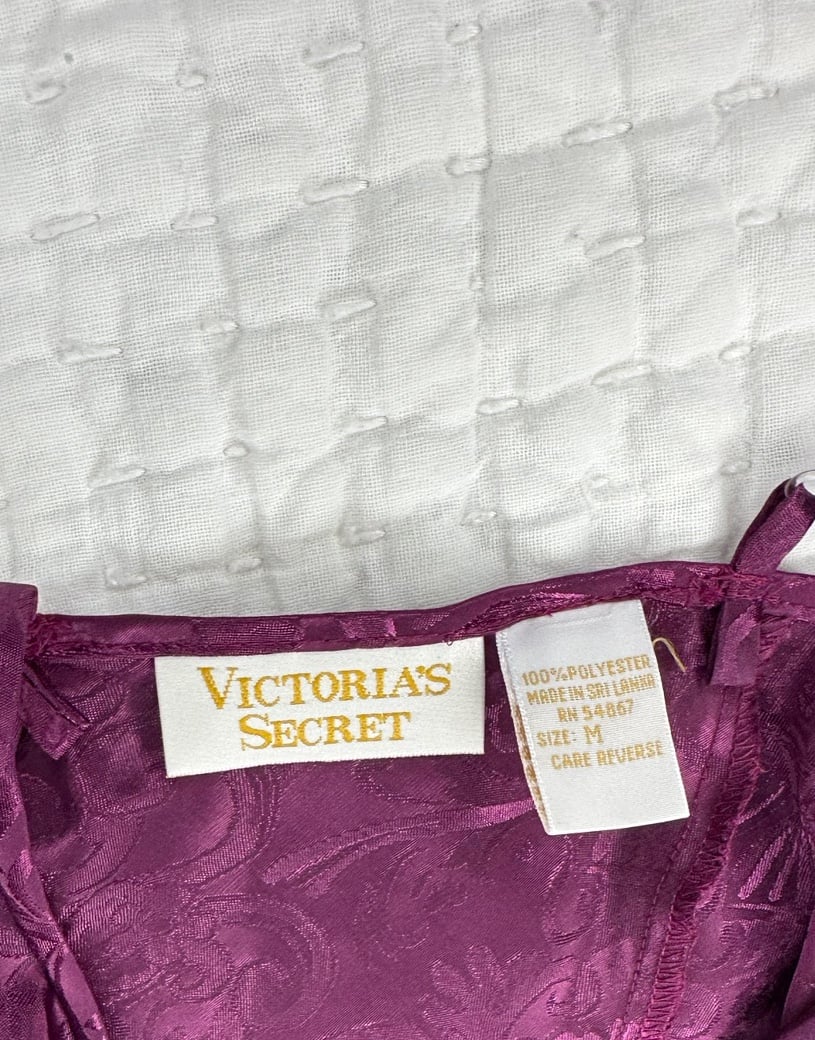 VICTORIA'S
SECRET
100% POLYESTER
MADE IN SRI LANKA
RN 54867
SIZE: M
CARE REVERSE